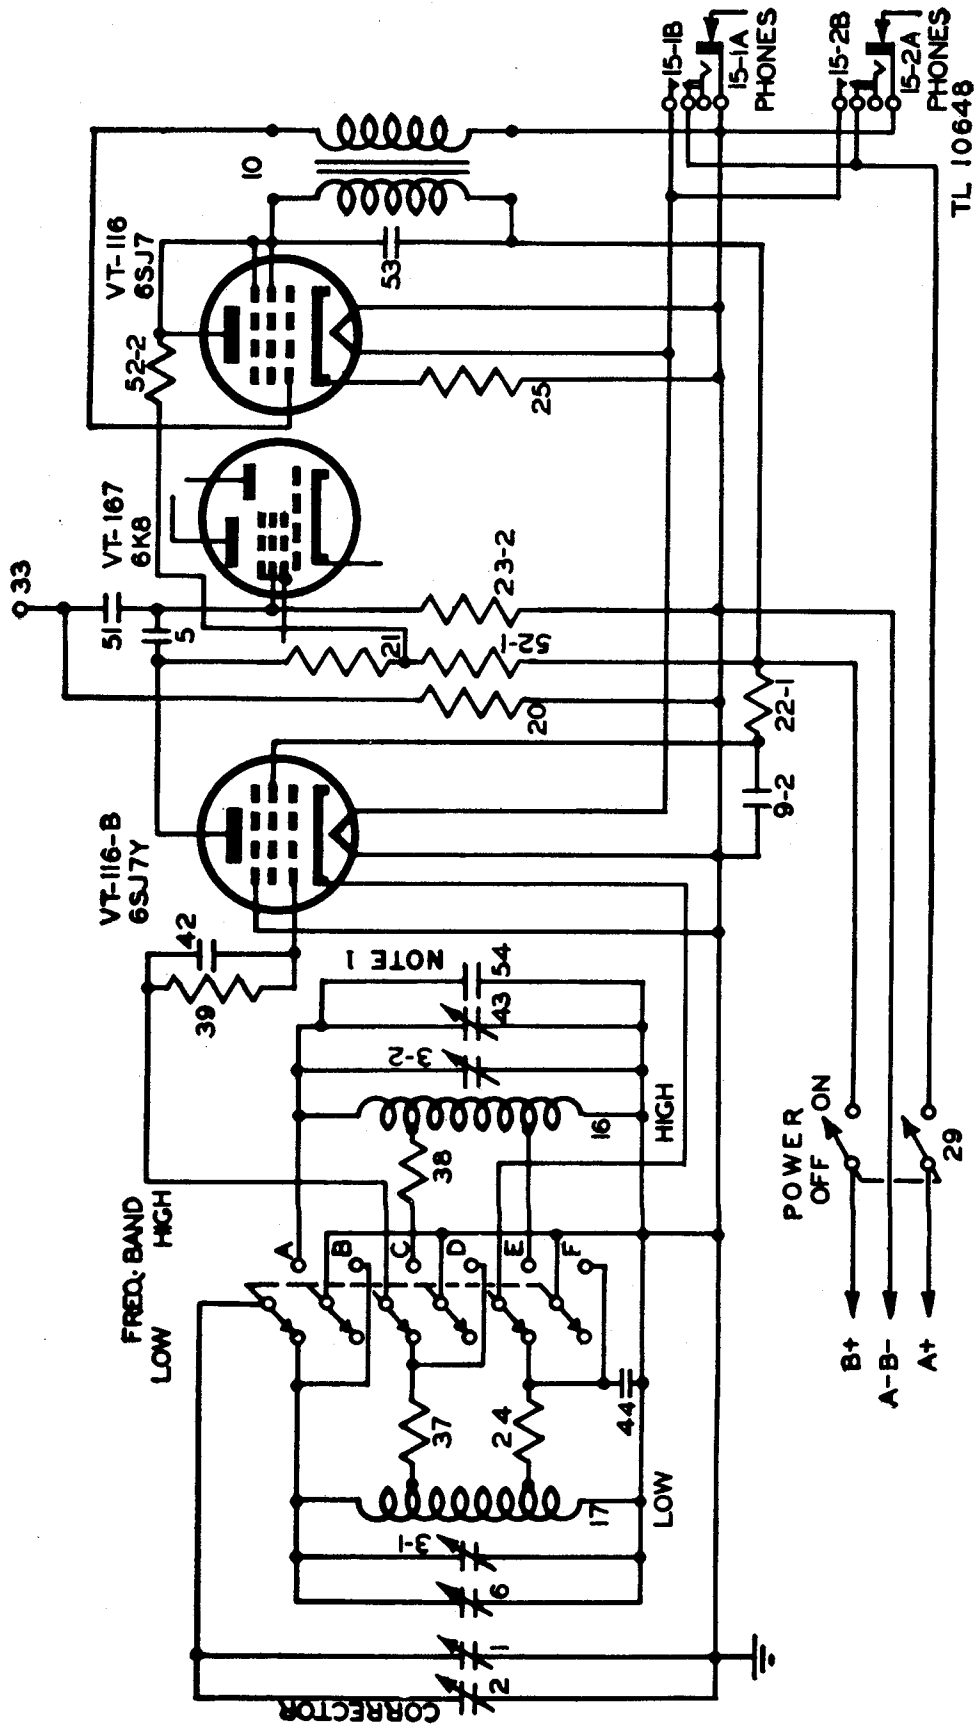 CORRECTOR
2
1
6
3-1
17
LOW
37
24
44
FREQ. BAND
LOW HIGH
A
B
C
D
E
F
38
16
HIGH
3-2
43
54
NOTE 1
39
42
VT-116-B
6SJ7Y
33
51
5
21
52-1
20
23-2
22-1
9-2
VT-167
6K8
52-2
VT-116
6SJ7
25
53
10
15-1B
15-1A
PHONES
15-2B
15-2A
PHONES
POWER
OFF ON
29
B+
A-B-
A+
TL 10648